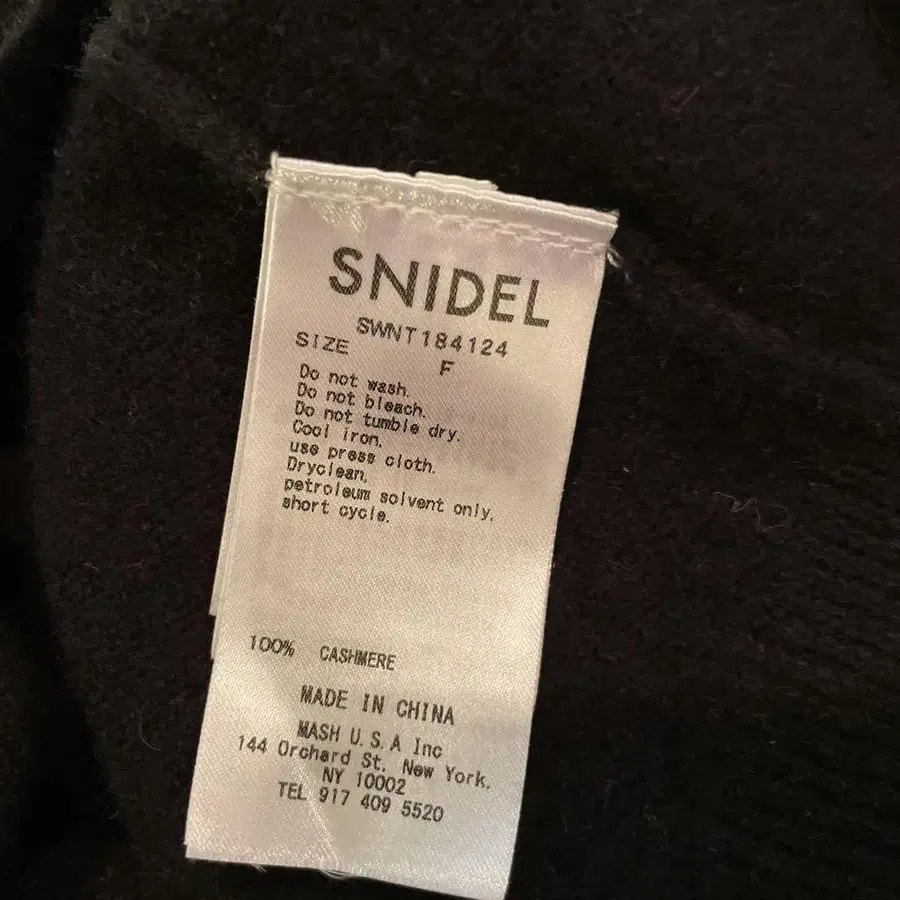 SNIDEL
SWNT184124
SIZE F
Do not wash.
Do not bleach.
Do not tumble dry.
Cool iron,
use press cloth.
Dryclean,
petroleum solvent only,
short cycle.
100% CASHMERE
MADE IN CHINA
MASH U.S.A Inc
144 Orchard St. New York.
NY 10002
TEL 917 409 5520